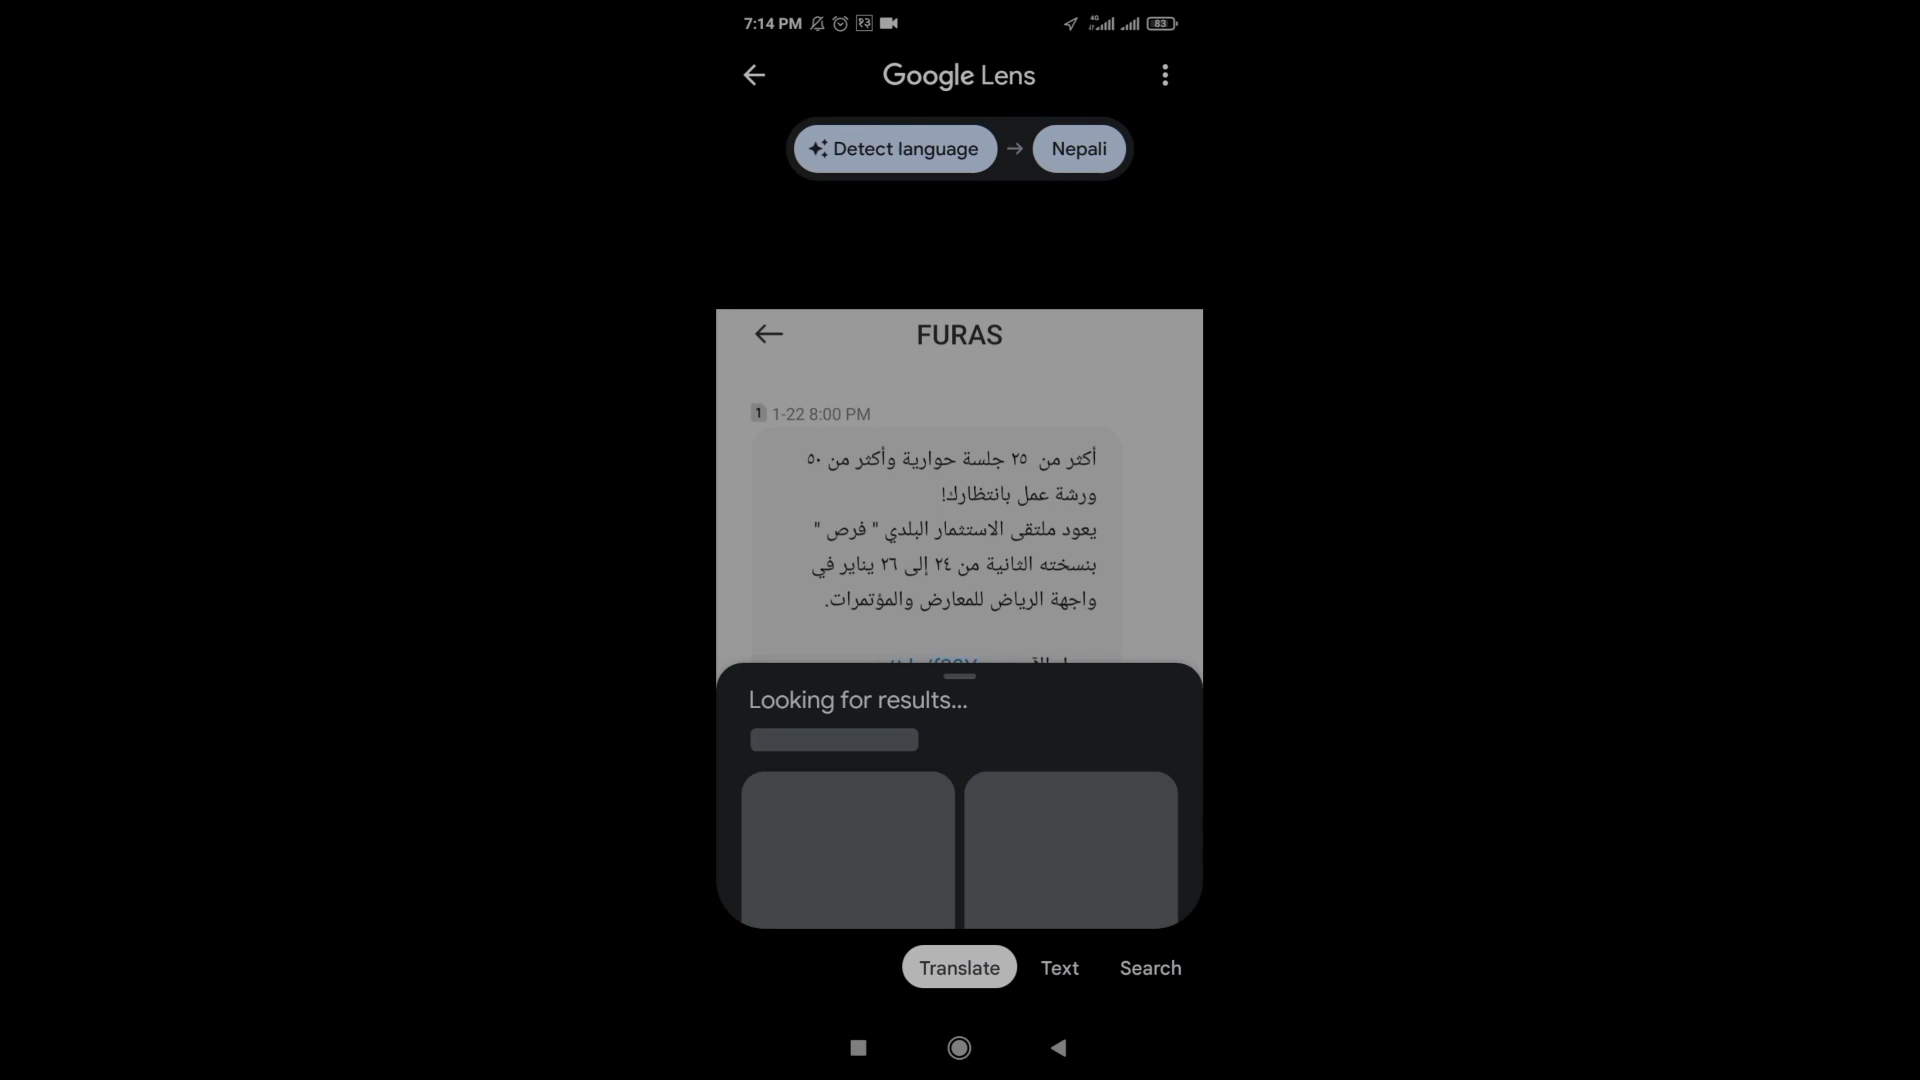 7:14 PM
83
Google Lens
Detect language → Nepali
FURAS
1 1-22 8:00 PM
أكثر من ٢٥ جلسة حوارية وأكثر من ٥٠
ورشة عمل بانتظارك!
يعود ملتقى الاستثمار البلدي " فرص "
بنسخته الثانية من ٢٤ إلى ٢٦ يناير في
واجهة الرياض للمعارض والمؤتمرات.
Looking for results...
Translate Text Search